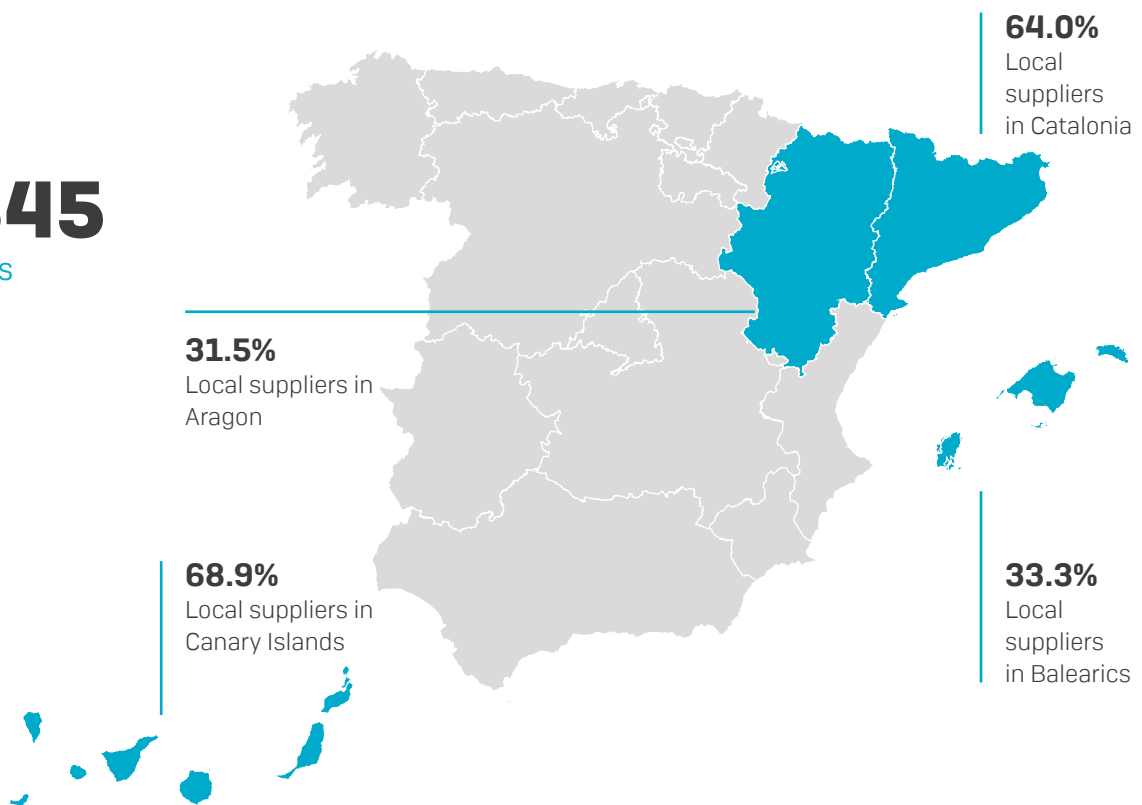 64.0%
Local
suppliers
in Catalonia
45
s
31.5%
Local suppliers in
Aragon
68.9%
Local suppliers in
Canary Islands
33.3%
Local
suppliers
in Balearics